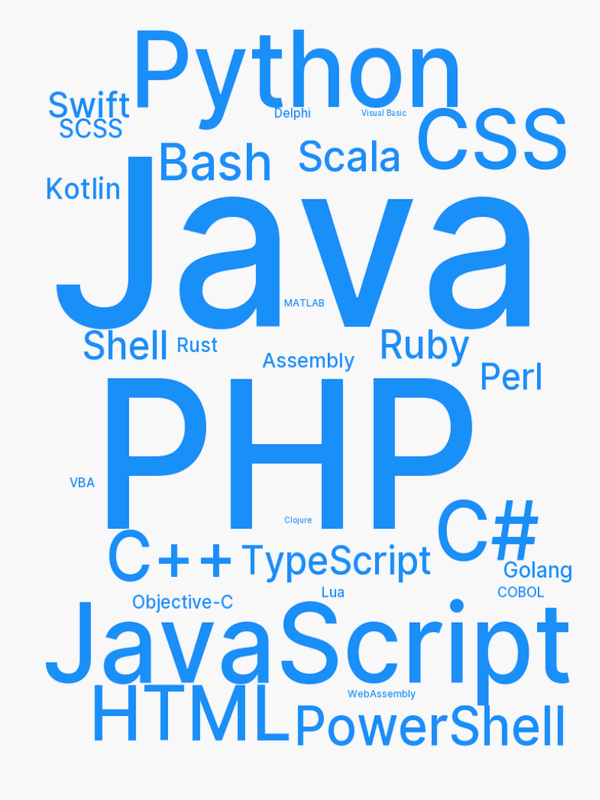 Python
Swift
Delphi
Visual Basic
SCSS
CSS
Bash
Scala
Kotlin
Java
MATLAB
Shell
Rust
Ruby
Assembly
Perl
PHP
VBA
Clojure
C#
C++
TypeScript
Golang
Lua
COBOL
Objective-C
JavaScript
WebAssembly
HTML
PowerShell